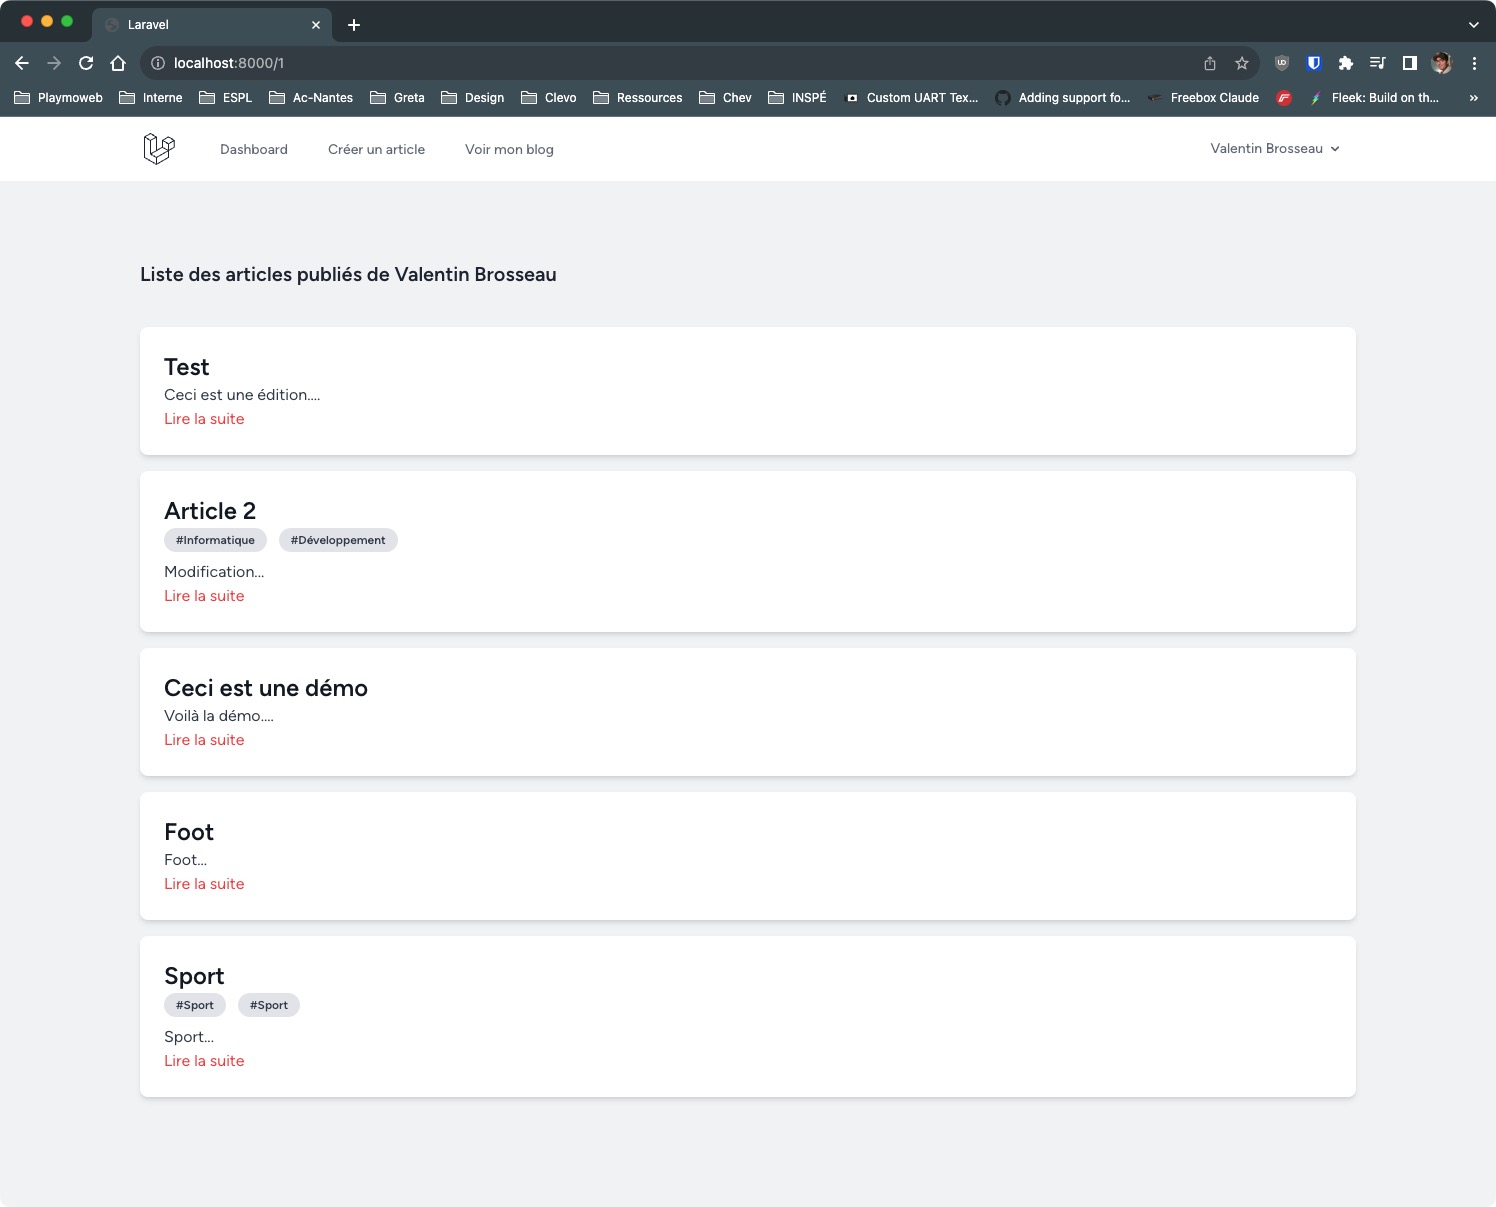 Laravel
localhost:8000/1
Playmoweb Interne ESPL Ac-Nantes Greta Design Clevo Ressources Chev INSPÉ Custom UART Tex... Adding support fo... Freebox Claude Fleek: Build on th... »
Dashboard Créer un article Voir mon blog Valentin Brosseau
Liste des articles publiés de Valentin Brosseau
Test
Ceci est une édition....
Lire la suite
Article 2
#Informatique #Développement
Modification...
Lire la suite
Ceci est une démo
Voilà la démo....
Lire la suite
Foot
Foot...
Lire la suite
Sport
#Sport #Sport
Sport...
Lire la suite